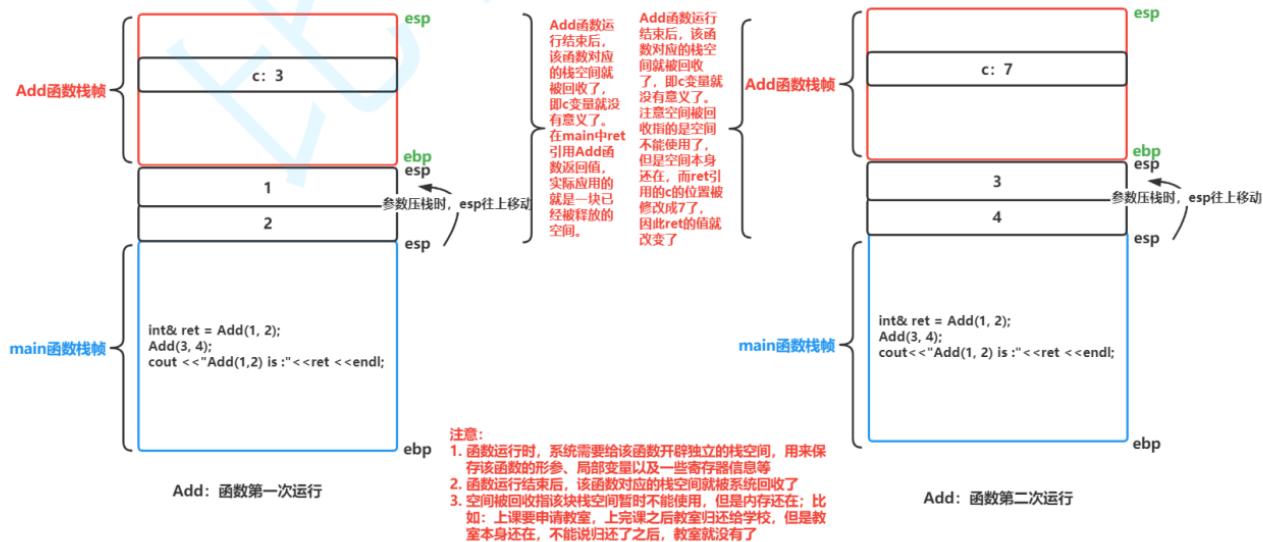 esp
c: 3
Add函数栈帧
ebp
esp
1
参数压栈时，esp往上移动
2
esp
int& ret = Add(1, 2);
Add(3, 4);
cout <<"Add(1,2) is :"<<ret <<endl;
main函数栈帧
ebp
Add：函数第一次运行
Add函数运
行结束后，
该函数对应
的栈空间就
被回收了，
即c变量就没
有意义了。
在main中ret
引用Add函
数返回值，
实际应用的
就是一块已
经被释放的
空间。
Add函数运行
结束后，该函
数对应的栈空
间就被回收
了，即c变量就
没有意义了。
注意空间被回
收指的是空间
不能使用了，
但是空间本身
还在，而ret引
用的c的位置被
修改成7了，
因此ret的值就
改变了
esp
c: 7
Add函数栈帧
ebp
esp
3
参数压栈时，esp往上移动
4
esp
int& ret = Add(1, 2);
Add(3, 4);
cout<<"Add(1, 2) is :"<<ret <<endl;
main函数栈帧
ebp
Add：函数第二次运行
注意：
1. 函数运行时，系统需要给该函数开辟独立的栈空间，用来保
存该函数的形参、局部变量以及一些寄存器信息等
2. 函数运行结束后，该函数对应的栈空间就被系统回收了
3. 空间被回收指该块栈空间暂时不能使用，但是内存还在；比
如：上课要申请教室，上完课之后教室归还给学校，但是教
室本身还在，不能说归还了之后，教室就没有了